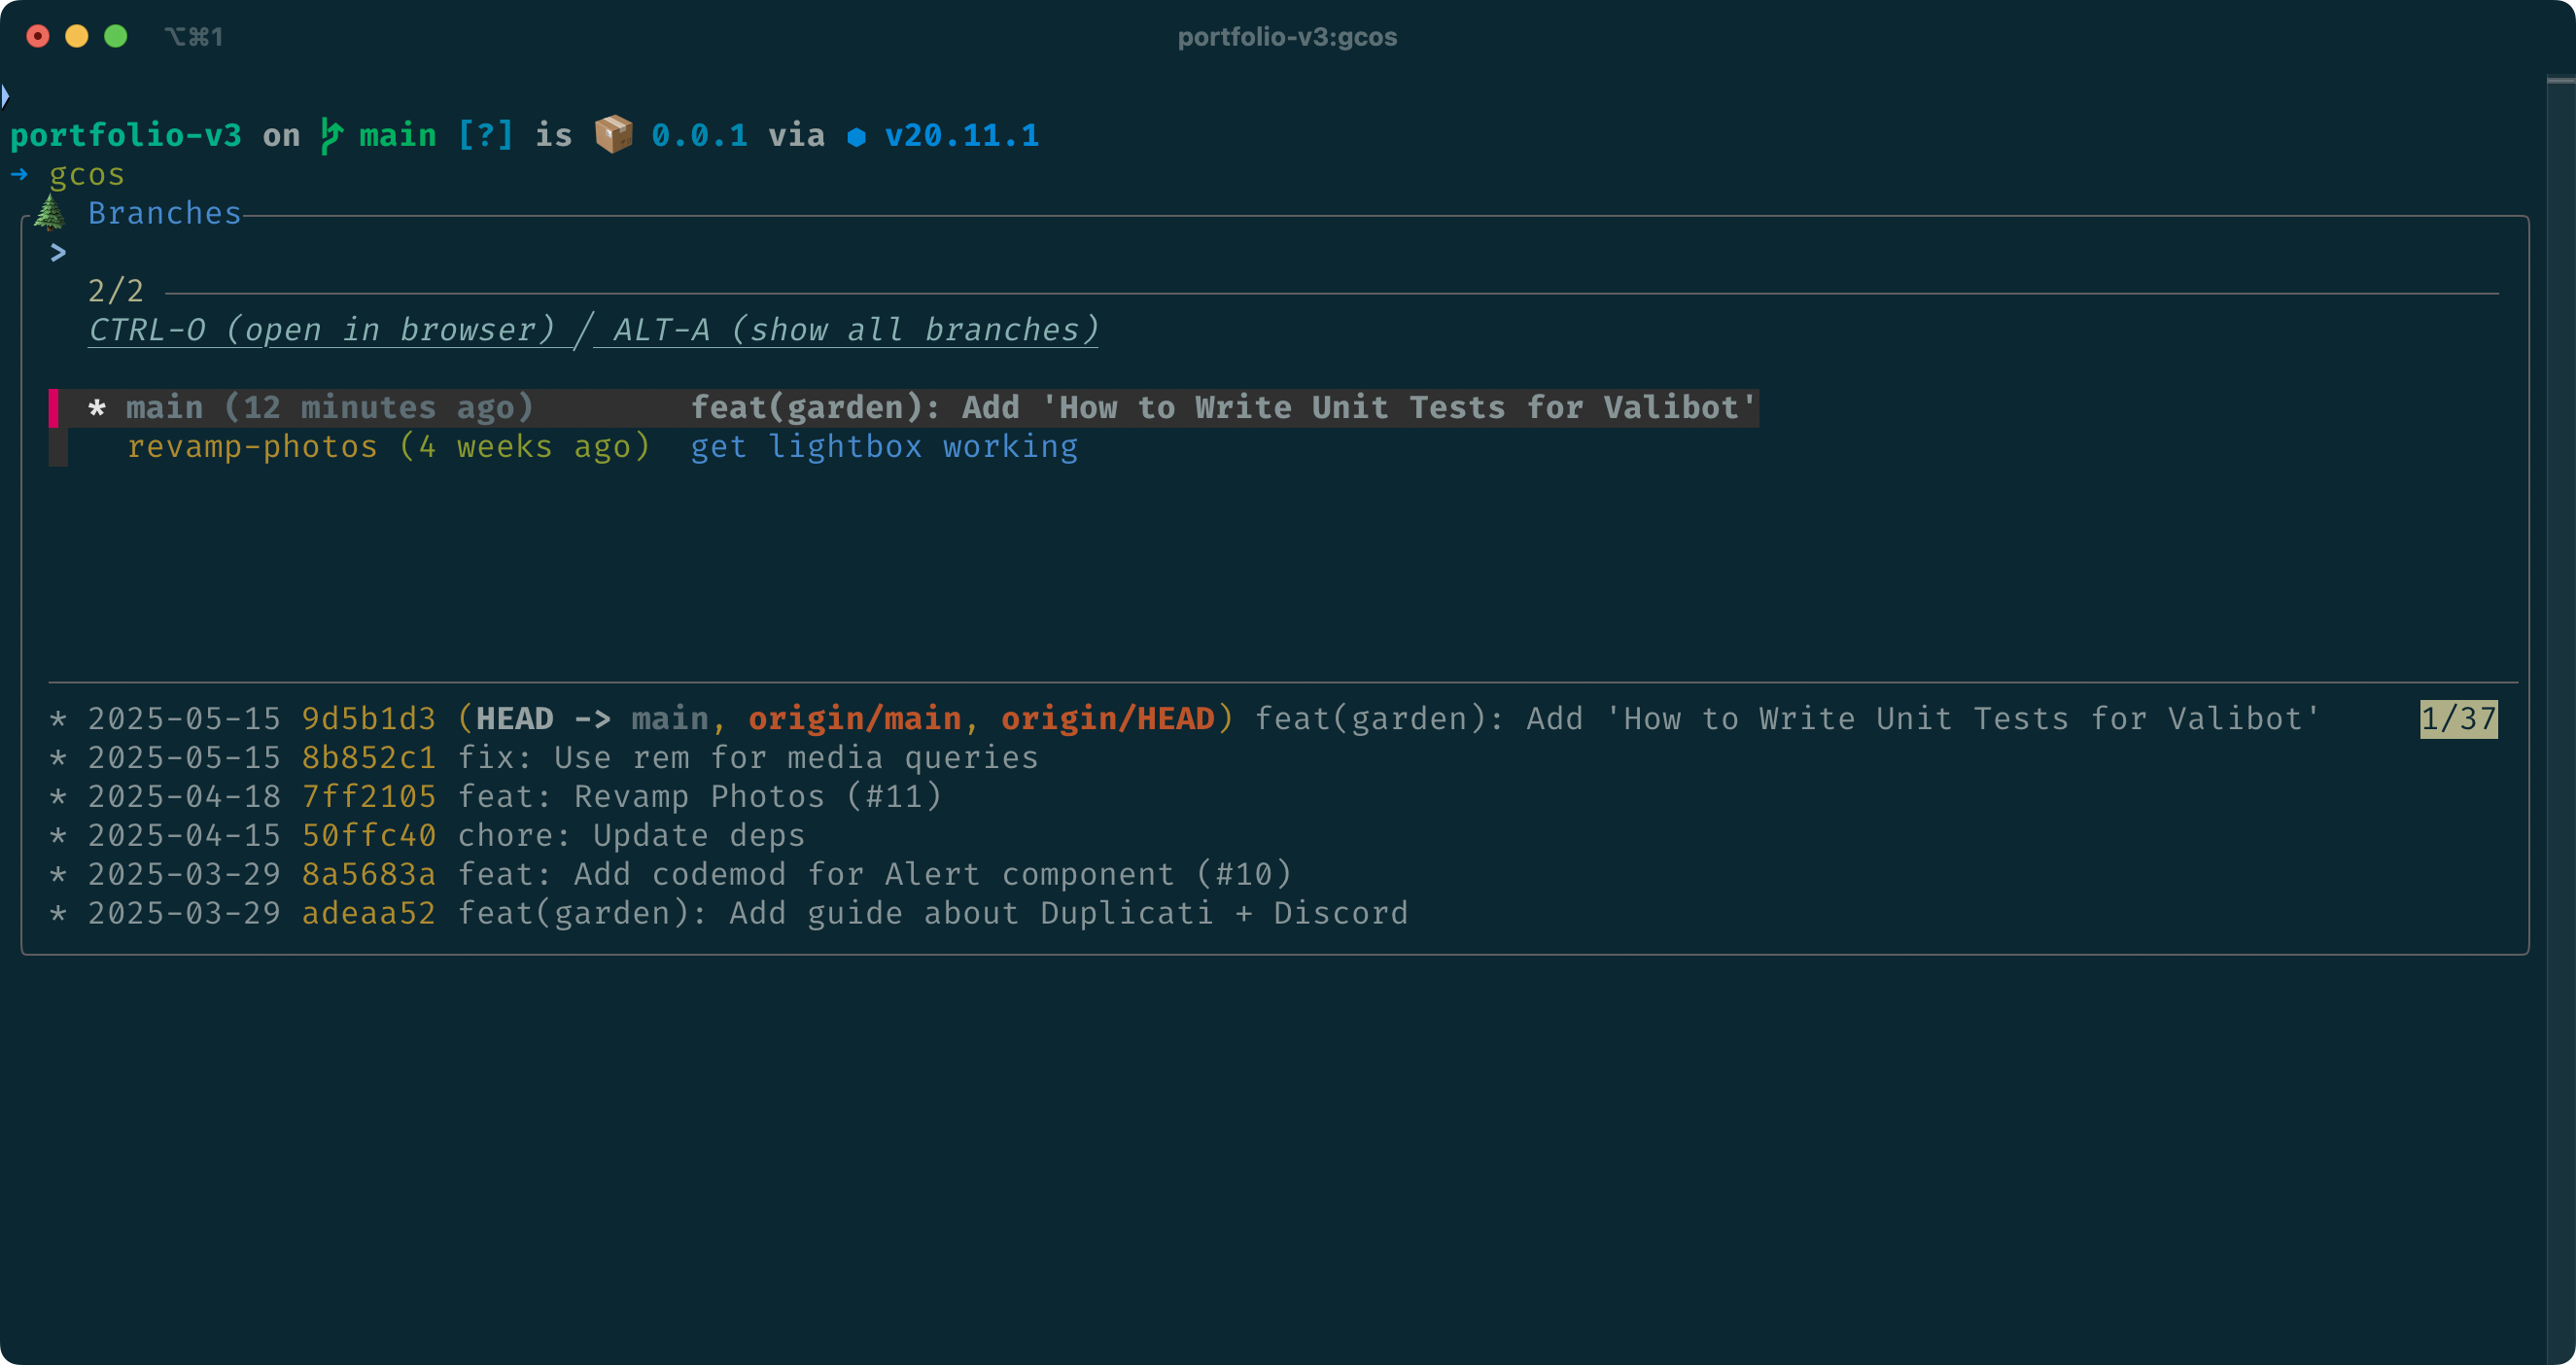 ⌥⌘1
portfolio-v3:gcos
portfolio-v3 on main [?] is 📦 0.0.1 via ⬢ v20.11.1
➜ gcos
🌲 Branches
>
2/2
CTRL-O (open in browser) / ALT-A (show all branches)
* main (12 minutes ago) feat(garden): Add 'How to Write Unit Tests for Valibot'
revamp-photos (4 weeks ago) get lightbox working
* 2025-05-15 9d5b1d3 (HEAD -> main, origin/main, origin/HEAD) feat(garden): Add 'How to Write Unit Tests for Valibot' 1/37
* 2025-05-15 8b852c1 fix: Use rem for media queries
* 2025-04-18 7ff2105 feat: Revamp Photos (#11)
* 2025-04-15 50ffc40 chore: Update deps
* 2025-03-29 8a5683a feat: Add codemod for Alert component (#10)
* 2025-03-29 adeaa52 feat(garden): Add guide about Duplicati + Discord